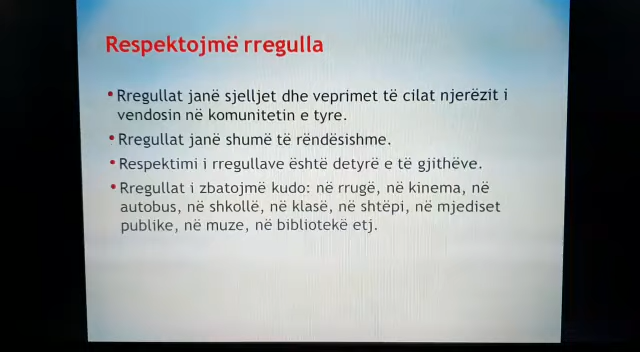 Respektojmë rregulla
• Rregullat janë sjelljet dhe veprimet të cilat njerëzit i
vendosin në komunitetin e tyre.
• Rregullat janë shumë të rëndësishme.
• Respektimi i rregullave është detyrë e të gjithëve.
• Rregullat i zbatojmë kudo: në rrugë, në kinema, në
autobus, në shkollë, në klasë, në shtëpi, në mjediset
publike, në muze, në bibliotekë etj.